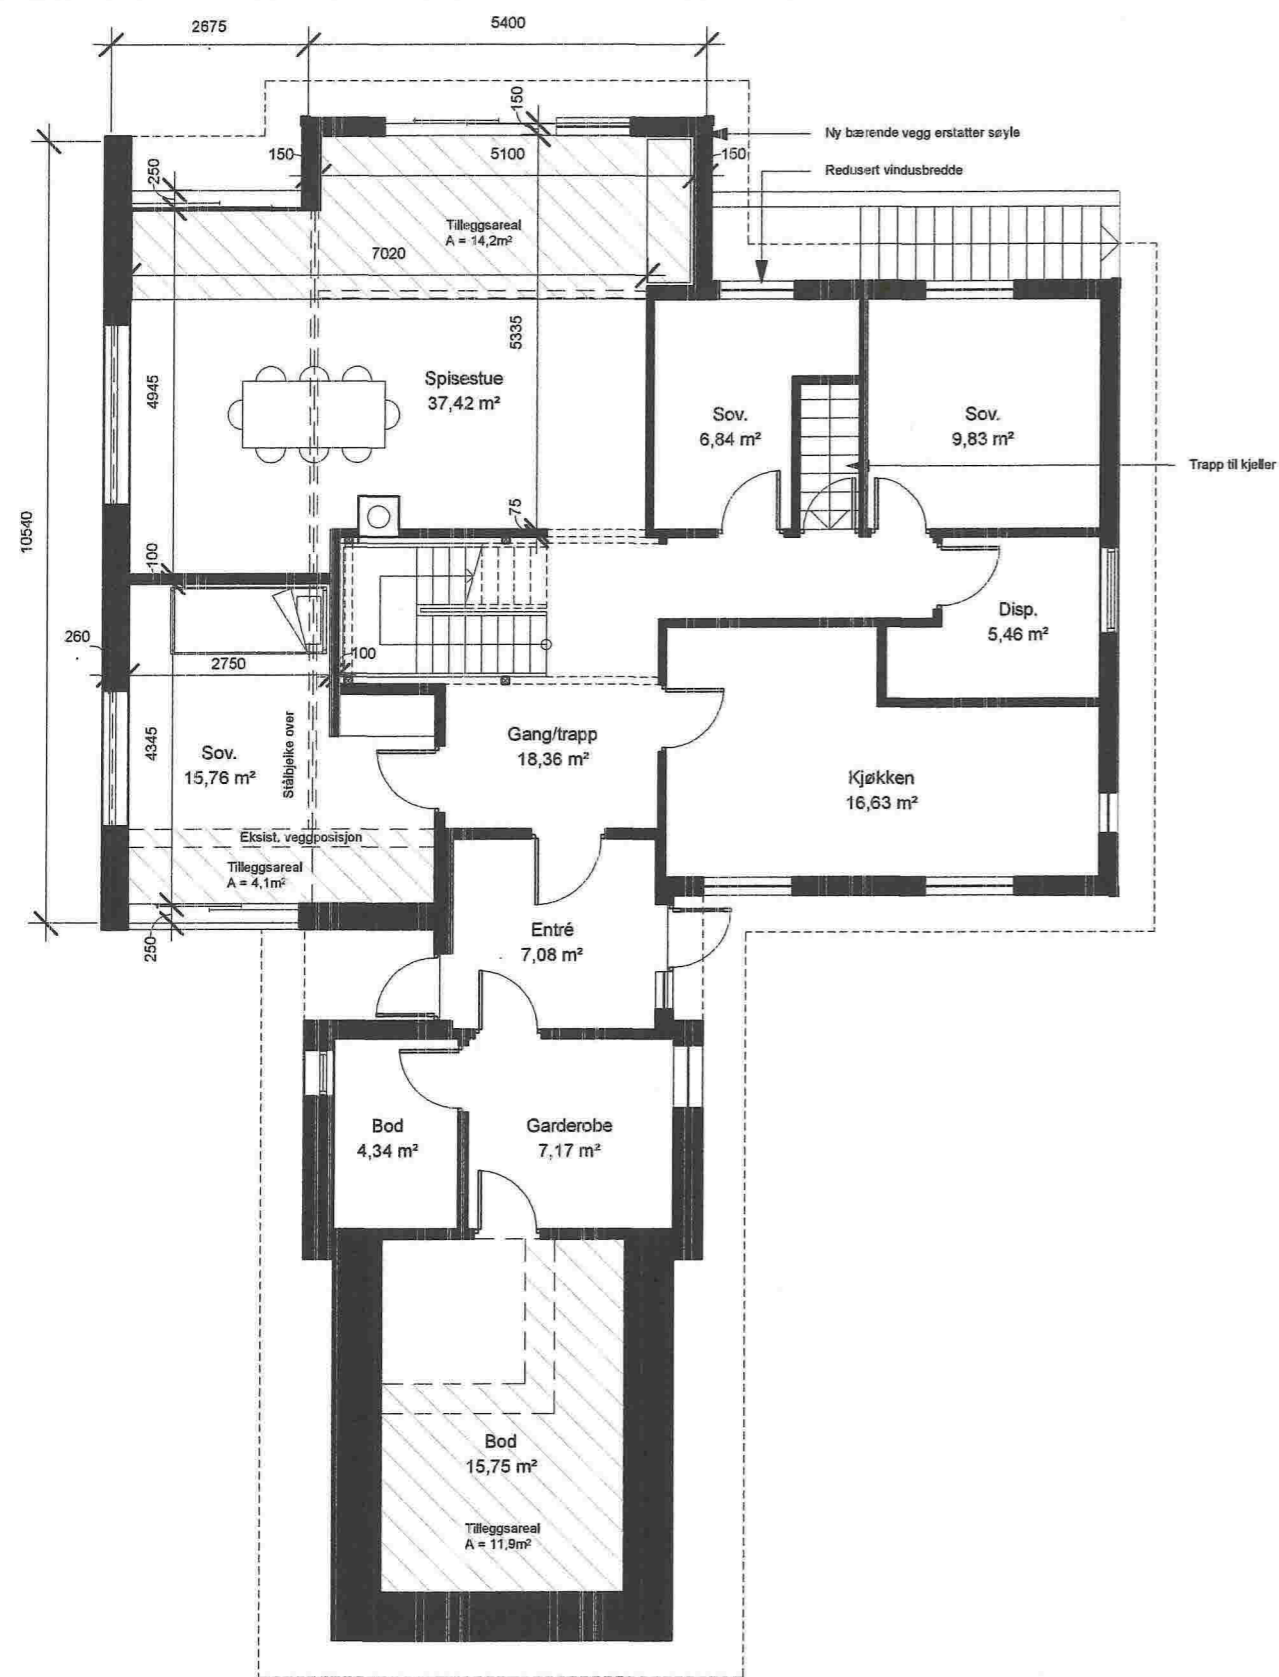 2675
5400
150
Ny bærende vegg erstatter søyle
150
5100
150
Redusert vindusbredde
250
Tilleggsareal
A = 14,2m²
7020
5335
4945
Spisestue
37,42 m²
Sov.
6,84 m²
Sov.
9,83 m²
Trapp til kjeller
10540
75
100
Disp.
5,46 m²
260
2750
100
4345
Sov.
15,76 m²
Stålbjelke over
Gang/trapp
18,36 m²
Kjøkken
16,63 m²
Eksist. veggposisjon
Tilleggsareal
A = 4,1m²
250
Entré
7,08 m²
Bod
4,34 m²
Garderobe
7,17 m²
Bod
15,75 m²
Tilleggsareal
A = 11,9m²